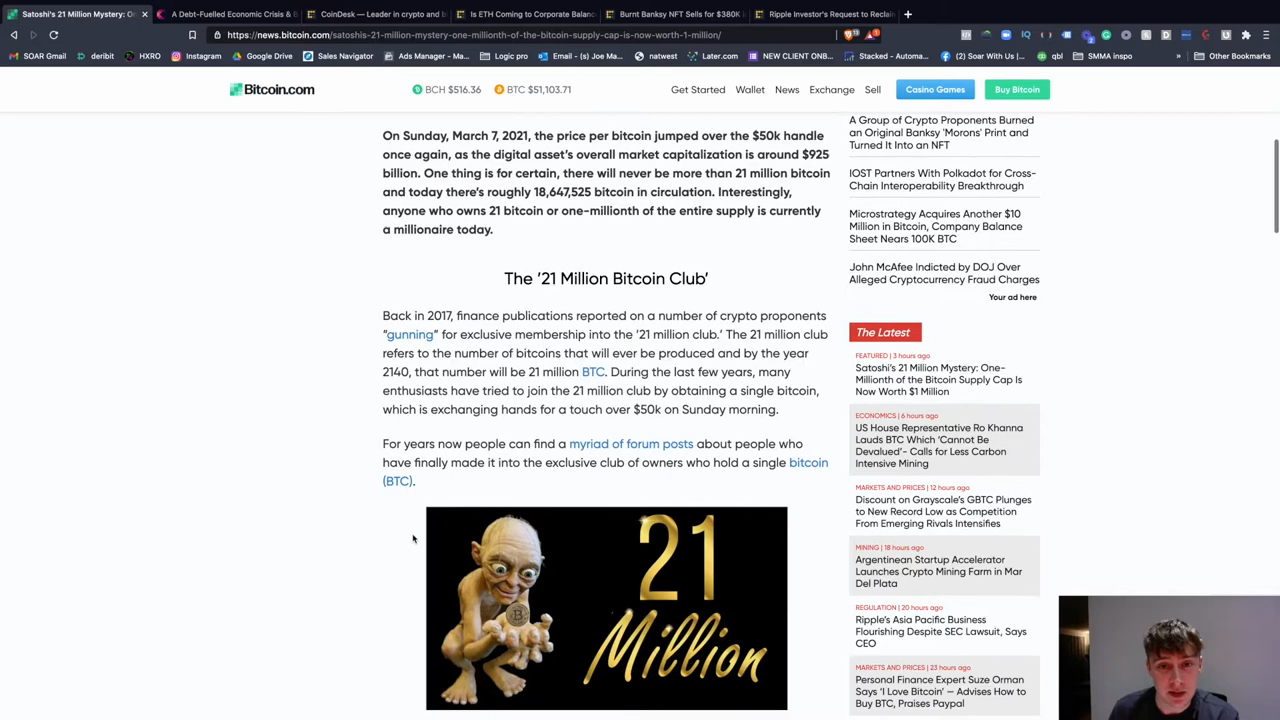 Satoshi's 21 Million Mystery: On
A Debt-Fuelled Economic Crisis & B
CoinDesk — Leader in crypto and b
Is ETH Coming to Corporate Balanc
Burnt Banksy NFT Sells for $380K i
Ripple Investor's Request to Reclai
https://news.bitcoin.com/satoshis-21-million-mystery-one-millionth-of-the-bitcoin-supply-cap-is-now-worth-1-million/
SOAR Gmail
deribit
HXRO
Instagram
Google Drive
Sales Navigator
Ads Manager - Ma...
Logic pro
Email - (s) Joe Ma...
natwest
Later.com
NEW CLIENT ONB...
Stacked - Automa...
(2) Soar With Us |...
qbl
SMMA inspo
»
Other Bookmarks
Bitcoin.com
BCH $516.36
BTC $51,103.71
Get Started
Wallet
News
Exchange
Sell
Casino Games
Buy Bitcoin
On Sunday, March 7, 2021, the price per bitcoin jumped over the $50k handle
once again, as the digital asset's overall market capitalization is around $925
billion. One thing is for certain, there will never be more than 21 million bitcoin
and today there's roughly 18,647,525 bitcoin in circulation. Interestingly,
anyone who owns 21 bitcoin or one-millionth of the entire supply is currently
a millionaire today.
The '21 Million Bitcoin Club'
Back in 2017, finance publications reported on a number of crypto proponents
"gunning" for exclusive membership into the '21 million club.' The 21 million club
refers to the number of bitcoins that will ever be produced and by the year
2140, that number will be 21 million BTC. During the last few years, many
enthusiasts have tried to join the 21 million club by obtaining a single bitcoin,
which is exchanging hands for a touch over $50k on Sunday morning.
For years now people can find a myriad of forum posts about people who
have finally made it into the exclusive club of owners who hold a single bitcoin
(BTC).
21
Million
A Group of Crypto Proponents Burned
an Original Banksy 'Morons' Print and
Turned It Into an NFT
IOST Partners With Polkadot for Cross-
Chain Interoperability Breakthrough
Microstrategy Acquires Another $10
Million in Bitcoin, Company Balance
Sheet Nears 100K BTC
John McAfee Indicted by DOJ Over
Alleged Cryptocurrency Fraud Charges
Your ad here
The Latest
FEATURED | 3 hours ago
Satoshi's 21 Million Mystery: One-
Millionth of the Bitcoin Supply Cap Is
Now Worth $1 Million
ECONOMICS | 6 hours ago
US House Representative Ro Khanna
Lauds BTC Which 'Cannot Be
Devalued'- Calls for Less Carbon
Intensive Mining
MARKETS AND PRICES | 12 hours ago
Discount on Grayscale's GBTC Plunges
to New Record Low as Competition
From Emerging Rivals Intensifies
MINING | 18 hours ago
Argentinean Startup Accelerator
Launches Crypto Mining Farm in Mar
Del Plata
REGULATION | 20 hours ago
Ripple's Asia Pacific Business
Flourishing Despite SEC Lawsuit, Says
CEO
MARKETS AND PRICES | 23 hours ago
Personal Finance Expert Suze Orman
Says 'I Love Bitcoin' — Advises How to
Buy BTC, Praises Paypal